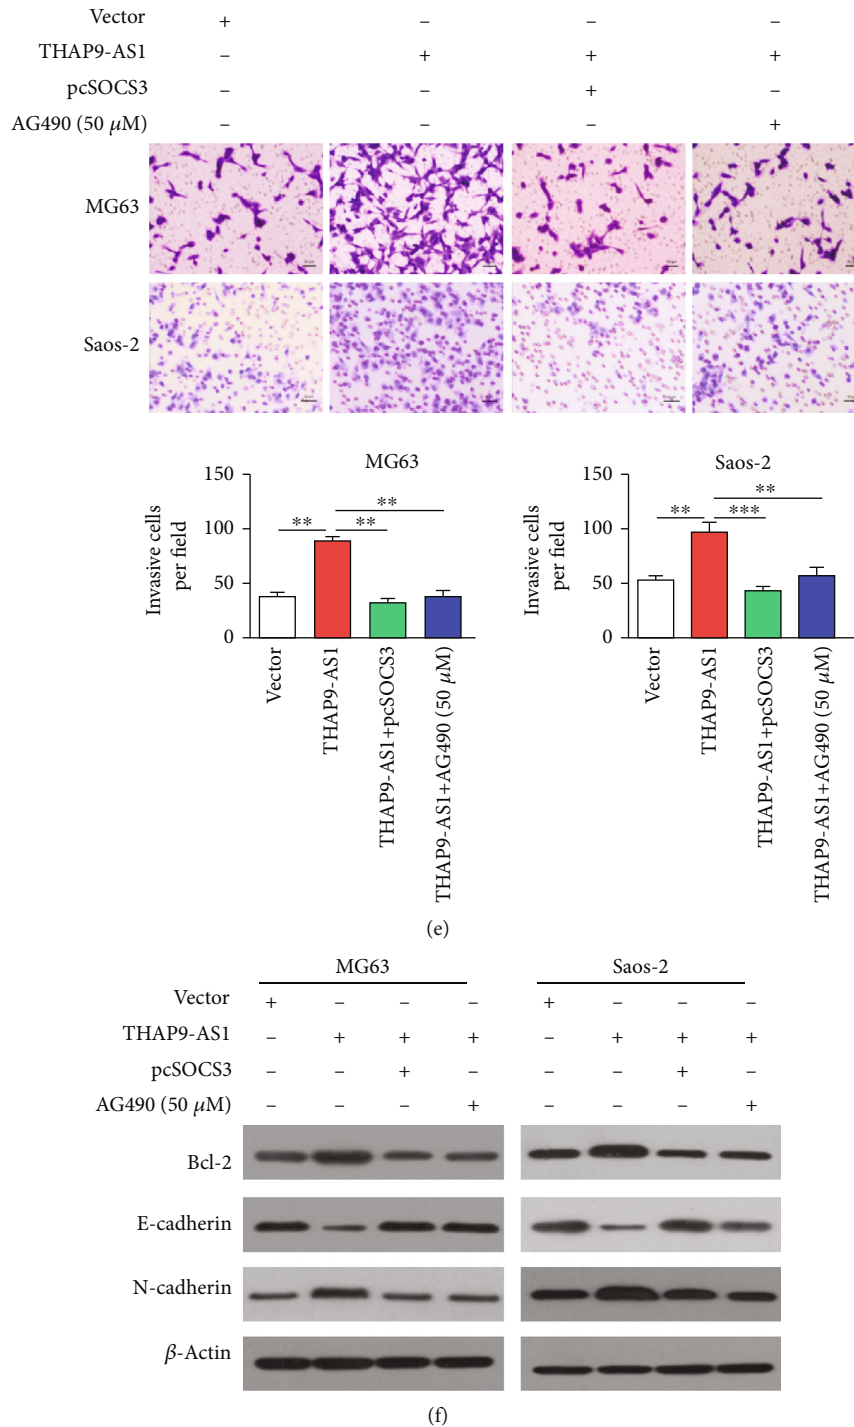 Vector + – – –
THAP9-AS1 – + + +
pcSOCS3 – – + –
AG490 (50 μM) – – – +
MG63
Saos-2
MG63
Invasive cells per field
150
100
50
0
** ** **
Vector
THAP9-AS1
THAP9-AS1+pcSOCS3
THAP9-AS1+AG490 (50 μM)
Saos-2
Invasive cells per field
150
100
50
0
** *** **
Vector
THAP9-AS1
THAP9-AS1+pcSOCS3
THAP9-AS1+AG490 (50 μM)
(e)
MG63 Saos-2
Vector + – – – + – – –
THAP9-AS1 – + + + – + + +
pcSOCS3 – – + – – – + –
AG490 (50 μM) – – – + – – – +
Bcl-2
E-cadherin
N-cadherin
β-Actin
(f)